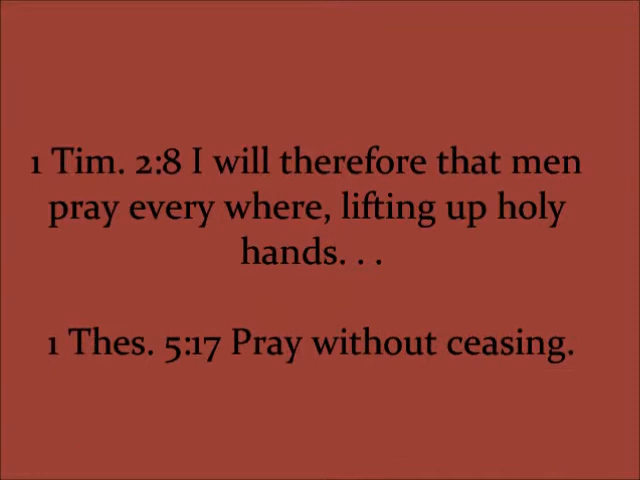 1 Tim. 2:8 I will therefore that men
pray every where, lifting up holy
hands. . .
1 Thes. 5:17 Pray without ceasing.